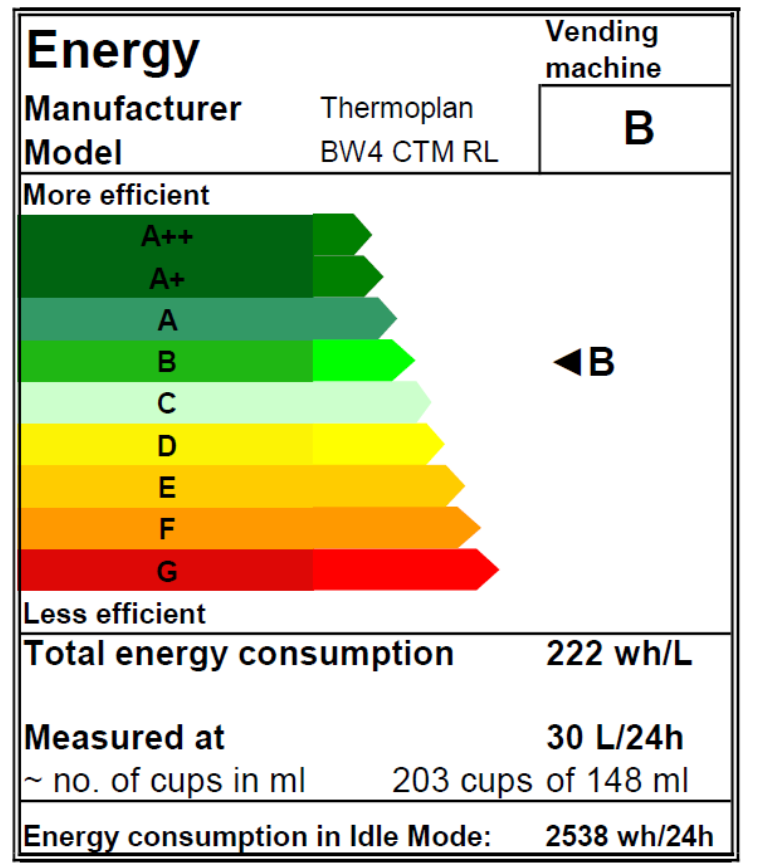 Energy
Vending
machine
Manufacturer Thermoplan
B
Model BW4 CTM RL
More efficient
A++
A+
A
B ◄B
C
D
E
F
G
Less efficient
Total energy consumption 222 wh/L
Measured at 30 L/24h
~ no. of cups in ml 203 cups of 148 ml
Energy consumption in Idle Mode: 2538 wh/24h